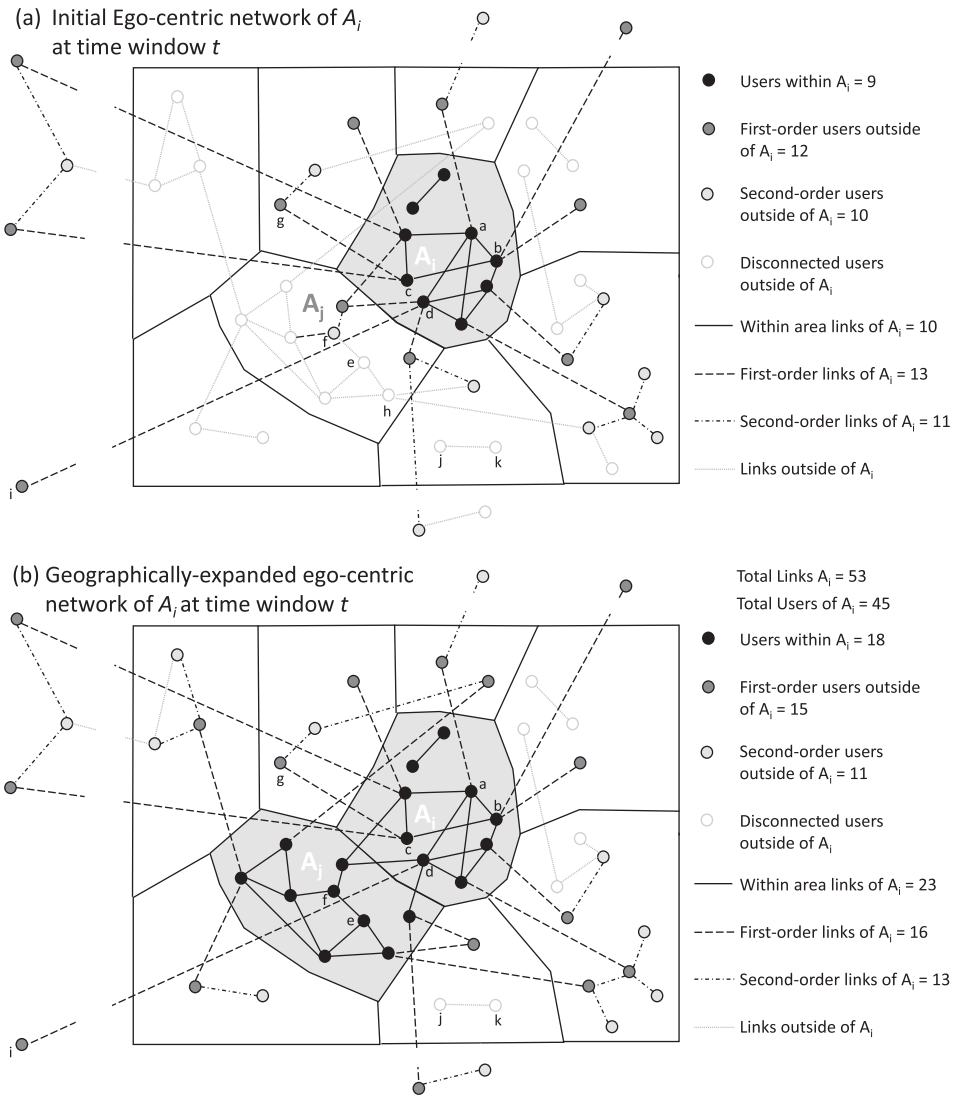 (a) Initial Ego-centric network of Ai
at time window t
Users within Ai = 9
First-order users outside
of Ai = 12
Second-order users
outside of Ai = 10
Disconnected users
outside of Ai
Within area links of Ai = 10
First-order links of Ai = 13
Second-order links of Ai = 11
Links outside of Ai
g
a
b
Ai
c
Aj
d
f
e
h
j
k
i
(b) Geographically-expanded ego-centric
network of Ai at time window t
Total Links Ai = 53
Total Users of Ai = 45
Users within Ai = 18
First-order users outside
of Ai = 15
Second-order users
outside of Ai = 11
Disconnected users
outside of Ai
Within area links of Ai = 23
First-order links of Ai = 16
Second-order links of Ai = 13
Links outside of Ai
g
a
b
Ai
c
Aj
d
f
e
j
k
i